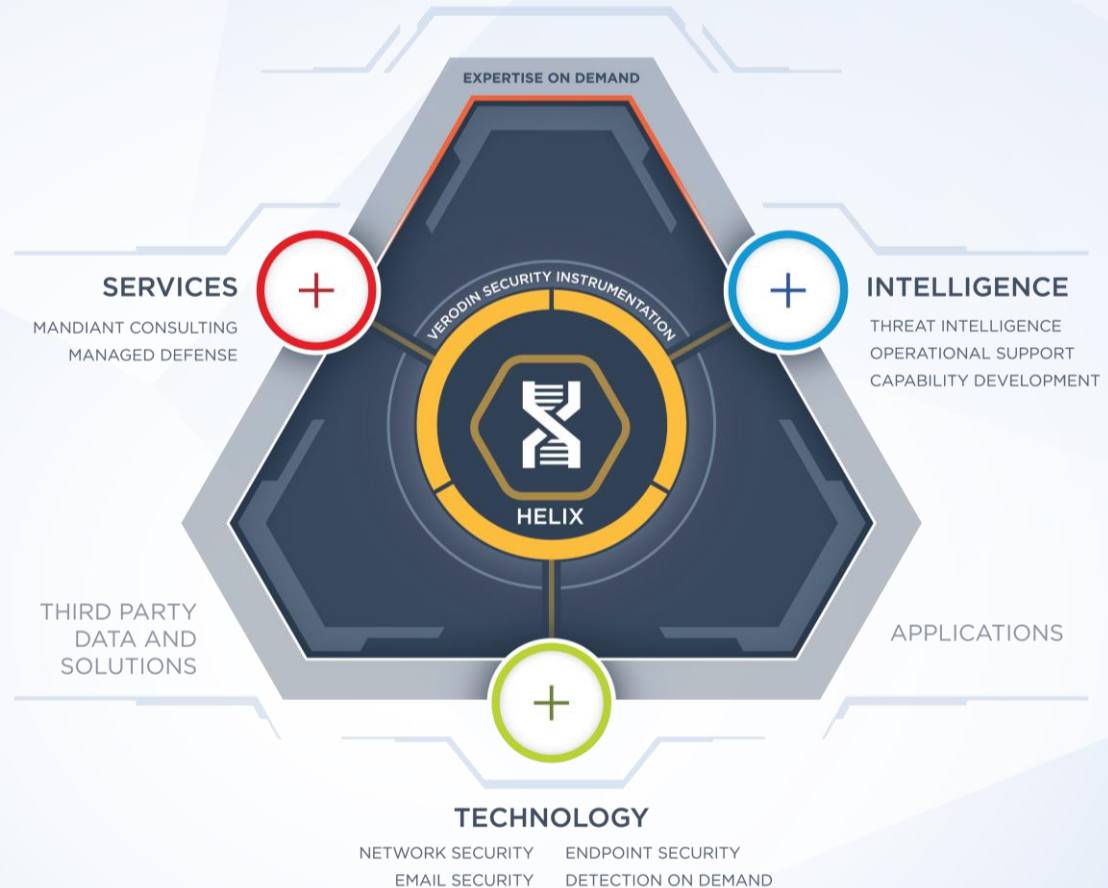 EXPERTISE ON DEMAND
VERODIN SECURITY INSTRUMENTATION
HELIX
SERVICES
MANDIANT CONSULTING
MANAGED DEFENSE
INTELLIGENCE
THREAT INTELLIGENCE
OPERATIONAL SUPPORT
CAPABILITY DEVELOPMENT
THIRD PARTY
DATA AND
SOLUTIONS
APPLICATIONS
TECHNOLOGY
NETWORK SECURITY ENDPOINT SECURITY
EMAIL SECURITY DETECTION ON DEMAND